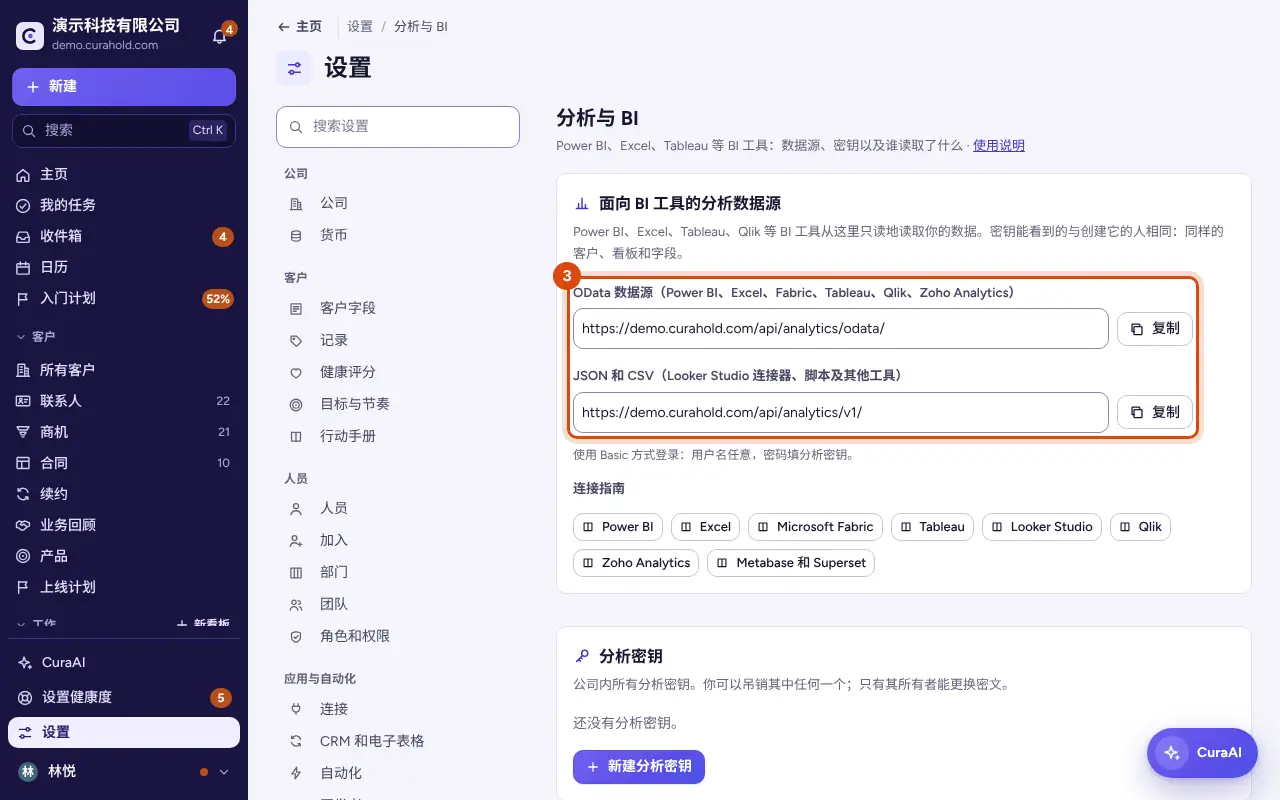 演示科技有限公司
demo.curahold.com
4
新建
搜索
Ctrl K
主页
我的任务
收件箱
4
日历
入门计划
52%
客户
所有客户
联系人
22
商机
21
合同
10
续约
业务回顾
产品
上线计划
工作
新看板
CuraAI
设置健康度
5
设置
林
林悦
主页
设置 / 分析与 BI
设置
搜索设置
公司
公司
货币
客户
客户字段
记录
健康评分
目标与节奏
行动手册
人员
人员
加入
部门
团队
角色和权限
应用与自动化
连接
CRM 和电子表格
自动化
分析与 BI
Power BI、Excel、Tableau 等 BI 工具：数据源、密钥以及谁读取了什么 · 使用说明
面向 BI 工具的分析数据源
Power BI、Excel、Tableau、Qlik 等 BI 工具从这里只读地读取你的数据。密钥能看到的与创建它的人相同：同样的
客户、看板和字段。
3
OData 数据源（Power BI、Excel、Fabric、Tableau、Qlik、Zoho Analytics）
https://demo.curahold.com/api/analytics/odata/
复制
JSON 和 CSV（Looker Studio 连接器、脚本及其他工具）
https://demo.curahold.com/api/analytics/v1/
复制
使用 Basic 方式登录：用户名任意，密码填分析密钥。
连接指南
Power BI
Excel
Microsoft Fabric
Tableau
Looker Studio
Qlik
Zoho Analytics
Metabase 和 Superset
分析密钥
公司内所有分析密钥。你可以吊销其中任何一个；只有其所有者能更换密文。
还没有分析密钥。
新建分析密钥
CuraAI